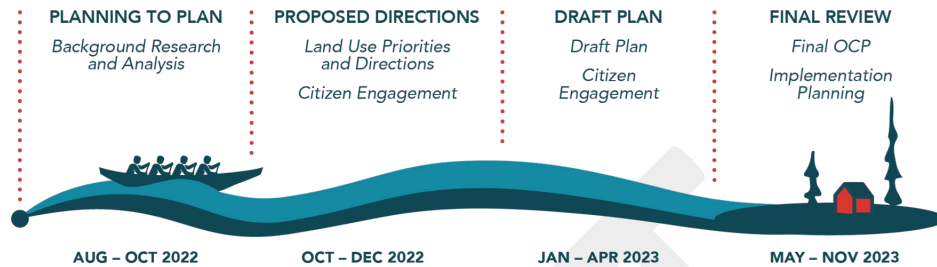 PLANNING TO PLAN
Background Research
and Analysis
PROPOSED DIRECTIONS
Land Use Priorities
and Directions
Citizen Engagement
DRAFT PLAN
Draft Plan
Citizen
Engagement
FINAL REVIEW
Final OCP
Implementation
Planning
AUG – OCT 2022
OCT – DEC 2022
JAN – APR 2023
MAY – NOV 2023